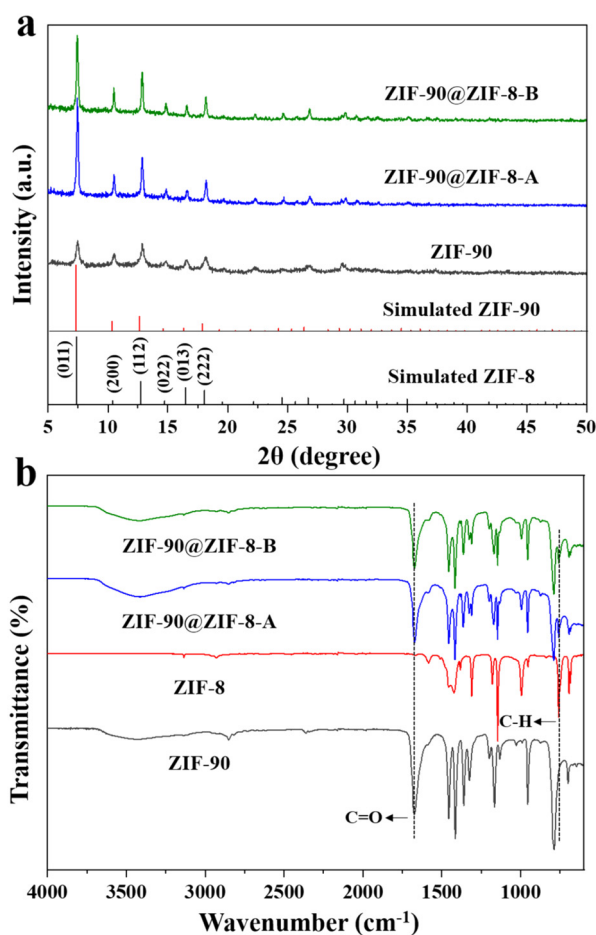 a
ZIF-90@ZIF-8-B
ZIF-90@ZIF-8-A
ZIF-90
Simulated ZIF-90
Simulated ZIF-8
(011)
(200)
(112)
(022)
(013)
(222)
Intensity (a.u.)
5 10 15 20 25 30 35 40 45 50
2θ (degree)
b
ZIF-90@ZIF-8-B
ZIF-90@ZIF-8-A
ZIF-8
C-H
ZIF-90
C=O
Transmittance (%)
4000 3500 3000 2500 2000 1500 1000
Wavenumber (cm⁻¹)